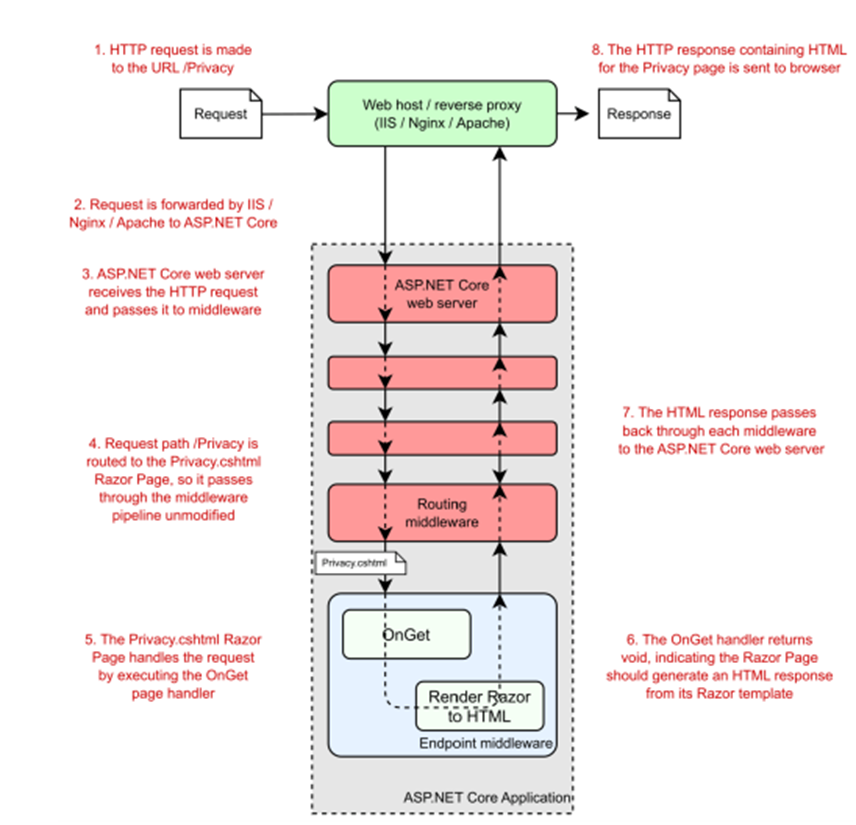 1. HTTP request is made
to the URL /Privacy
8. The HTTP response containing HTML
for the Privacy page is sent to browser
Request
Web host / reverse proxy
(IIS / Nginx / Apache)
Response
2. Request is forwarded by IIS /
Nginx / Apache to ASP.NET Core
3. ASP.NET Core web server
receives the HTTP request
and passes it to middleware
ASP.NET Core
web server
4. Request path /Privacy is
routed to the Privacy.cshtml
Razor Page, so it passes
through the middleware
pipeline unmodified
7. The HTML response passes
back through each middleware
to the ASP.NET Core web server
Routing
middleware
Privacy.cshtml
5. The Privacy.cshtml Razor
Page handles the request
by executing the OnGet
page handler
OnGet
6. The OnGet handler returns
void, indicating the Razor Page
should generate an HTML response
from its Razor template
Render Razor
to HTML
Endpoint middleware
ASP.NET Core Application